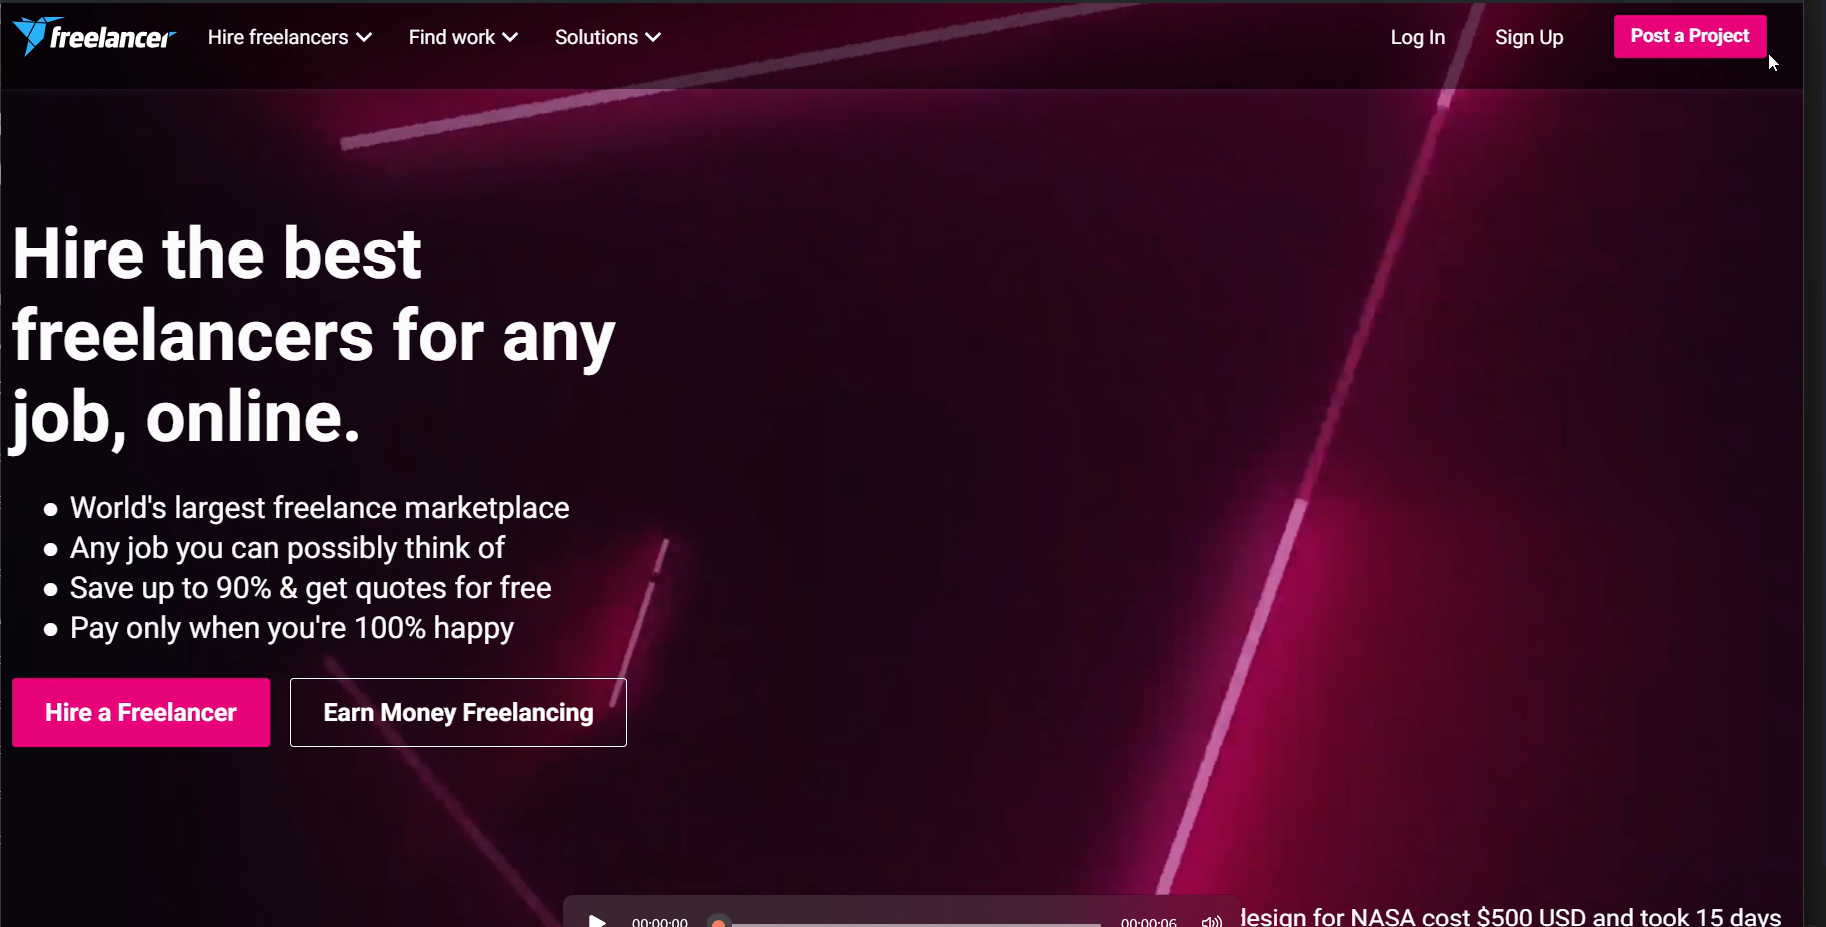 freelancer
Hire freelancers
Find work
Solutions
Log In
Sign Up
Post a Project
Hire the best
freelancers for any
job, online.
World's largest freelance marketplace
Any job you can possibly think of
Save up to 90% & get quotes for free
Pay only when you're 100% happy
Hire a Freelancer
Earn Money Freelancing
00:00:00
00:00:06
design for NASA cost $500 USD and took 15 days